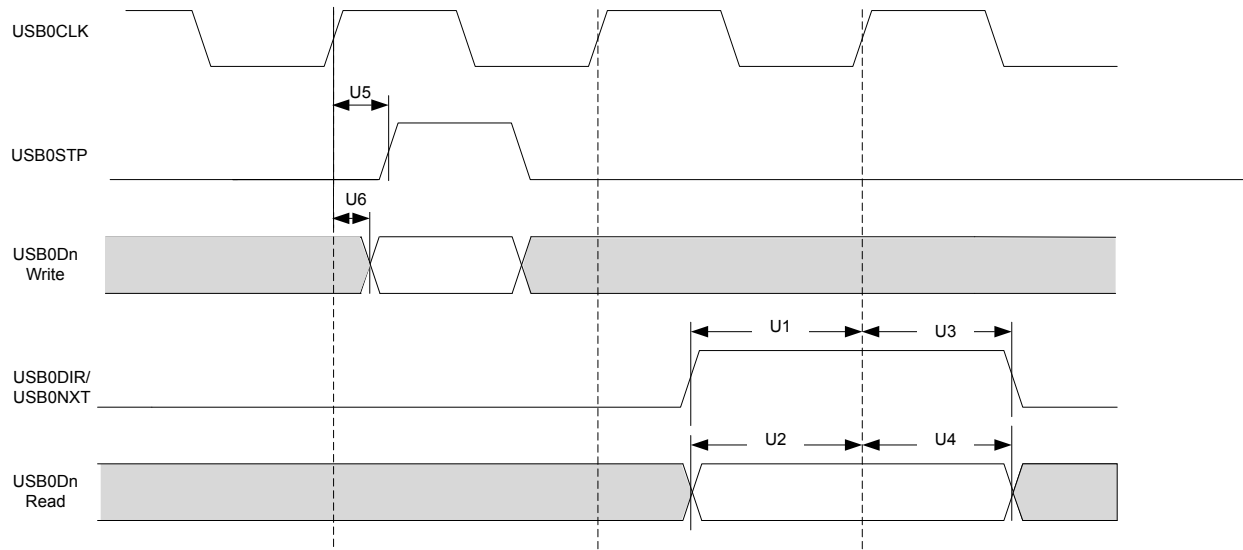 USB0CLK
U5
USB0STP
U6
USB0Dn
Write
U1
U3
USB0DIR/
USB0NXT
U2
U4
USB0Dn
Read